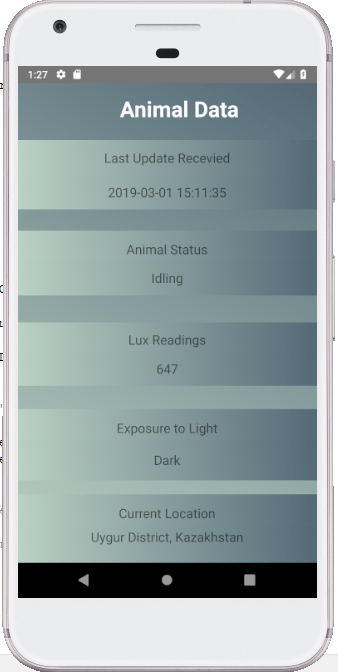 1:27
Animal Data
Last Update Recevied
2019-03-01 15:11:35
Animal Status
Idling
Lux Readings
647
Exposure to Light
Dark
Current Location
Uygur District, Kazakhstan